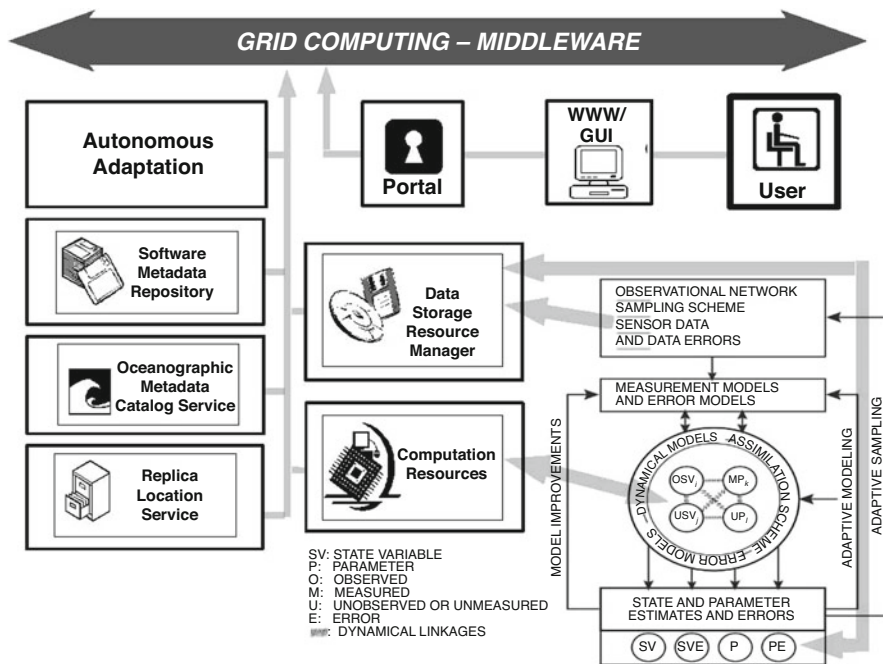 GRID COMPUTING – MIDDLEWARE
Autonomous
Adaptation
Portal
WWW/
GUI
User
Software
Metadata
Repository
Oceanographic
Metadata
Catalog Service
Replica
Location
Service
Data
Storage
Resource
Manager
Computation
Resources
OBSERVATIONAL NETWORK
SAMPLING SCHEME
SENSOR DATA
AND DATA ERRORS
MEASUREMENT MODELS
AND ERROR MODELS
MODEL IMPROVEMENTS
DYNAMICAL MODELS – ASSIMILATION SCHEME – ERROR MODELS –
OSVi
MPk
USVj
UPl
ADAPTIVE MODELING
ADAPTIVE SAMPLING
STATE AND PARAMETER
ESTIMATES AND ERRORS
SV
SVE
P
PE
SV: STATE VARIABLE
P: PARAMETER
O: OBSERVED
M: MEASURED
U: UNOBSERVED OR UNMEASURED
E: ERROR
: DYNAMICAL LINKAGES